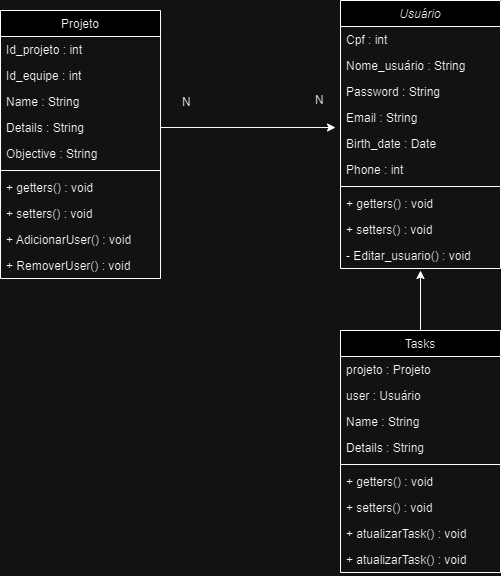 Projeto
Id_projeto : int
Id_equipe : int
Name : String
Details : String
Objective : String
+ getters() : void
+ setters() : void
+ AdicionarUser() : void
+ RemoverUser() : void
N
N
Usuário
Cpf : int
Nome_usuário : String
Password : String
Email : String
Birth_date : Date
Phone : int
+ getters() : void
+ setters() : void
- Editar_usuario() : void
Tasks
projeto : Projeto
user : Usuário
Name : String
Details : String
+ getters() : void
+ setters() : void
+ atualizarTask() : void
+ atualizarTask() : void